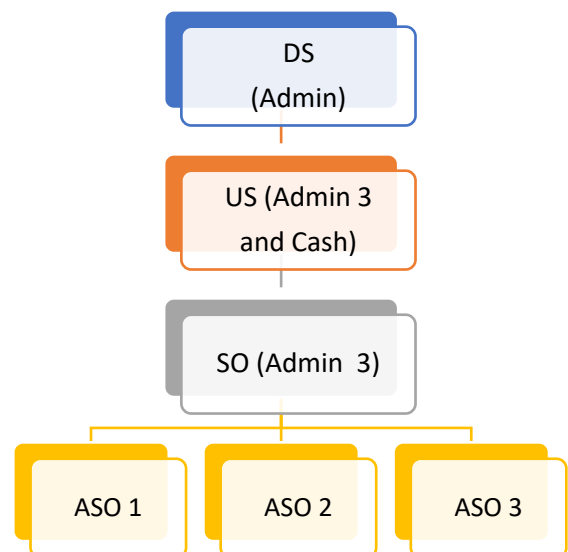 DS
(Admin)
US (Admin 3
and Cash)
SO (Admin  3)
ASO 1
ASO 2
ASO 3